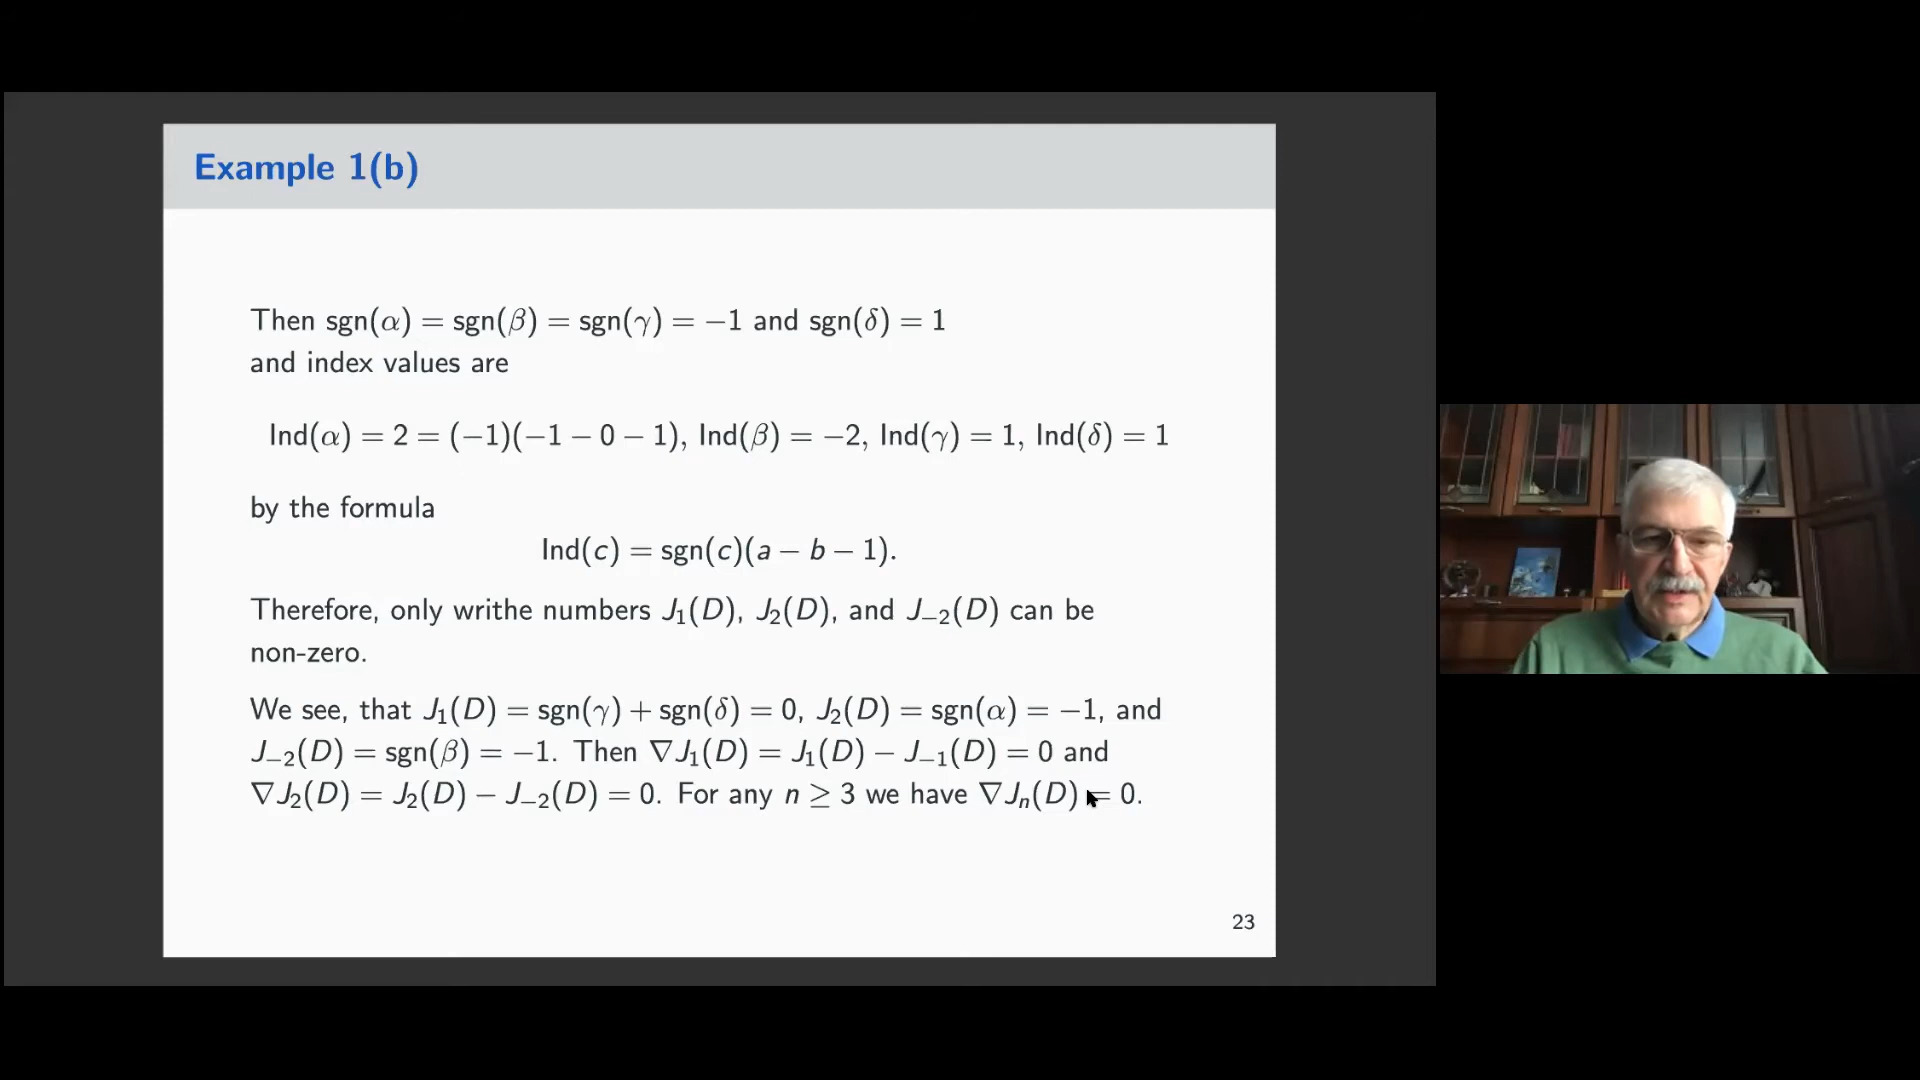 Example 1(b)
Then sgn(α) = sgn(β) = sgn(γ) = −1 and sgn(δ) = 1
and index values are
Ind(α) = 2 = (−1)(−1 − 0 − 1), Ind(β) = −2, Ind(γ) = 1, Ind(δ) = 1
by the formula
Ind(c) = sgn(c)(a − b − 1).
Therefore, only writhe numbers J₁(D), J₂(D), and J₋₂(D) can be
non-zero.
We see, that J₁(D) = sgn(γ) + sgn(δ) = 0, J₂(D) = sgn(α) = −1, and
J₋₂(D) = sgn(β) = −1. Then ∇J₁(D) = J₁(D) − J₋₁(D) = 0 and
∇J₂(D) = J₂(D) − J₋₂(D) = 0. For any n ≥ 3 we have ∇Jₙ(D) = 0.
23